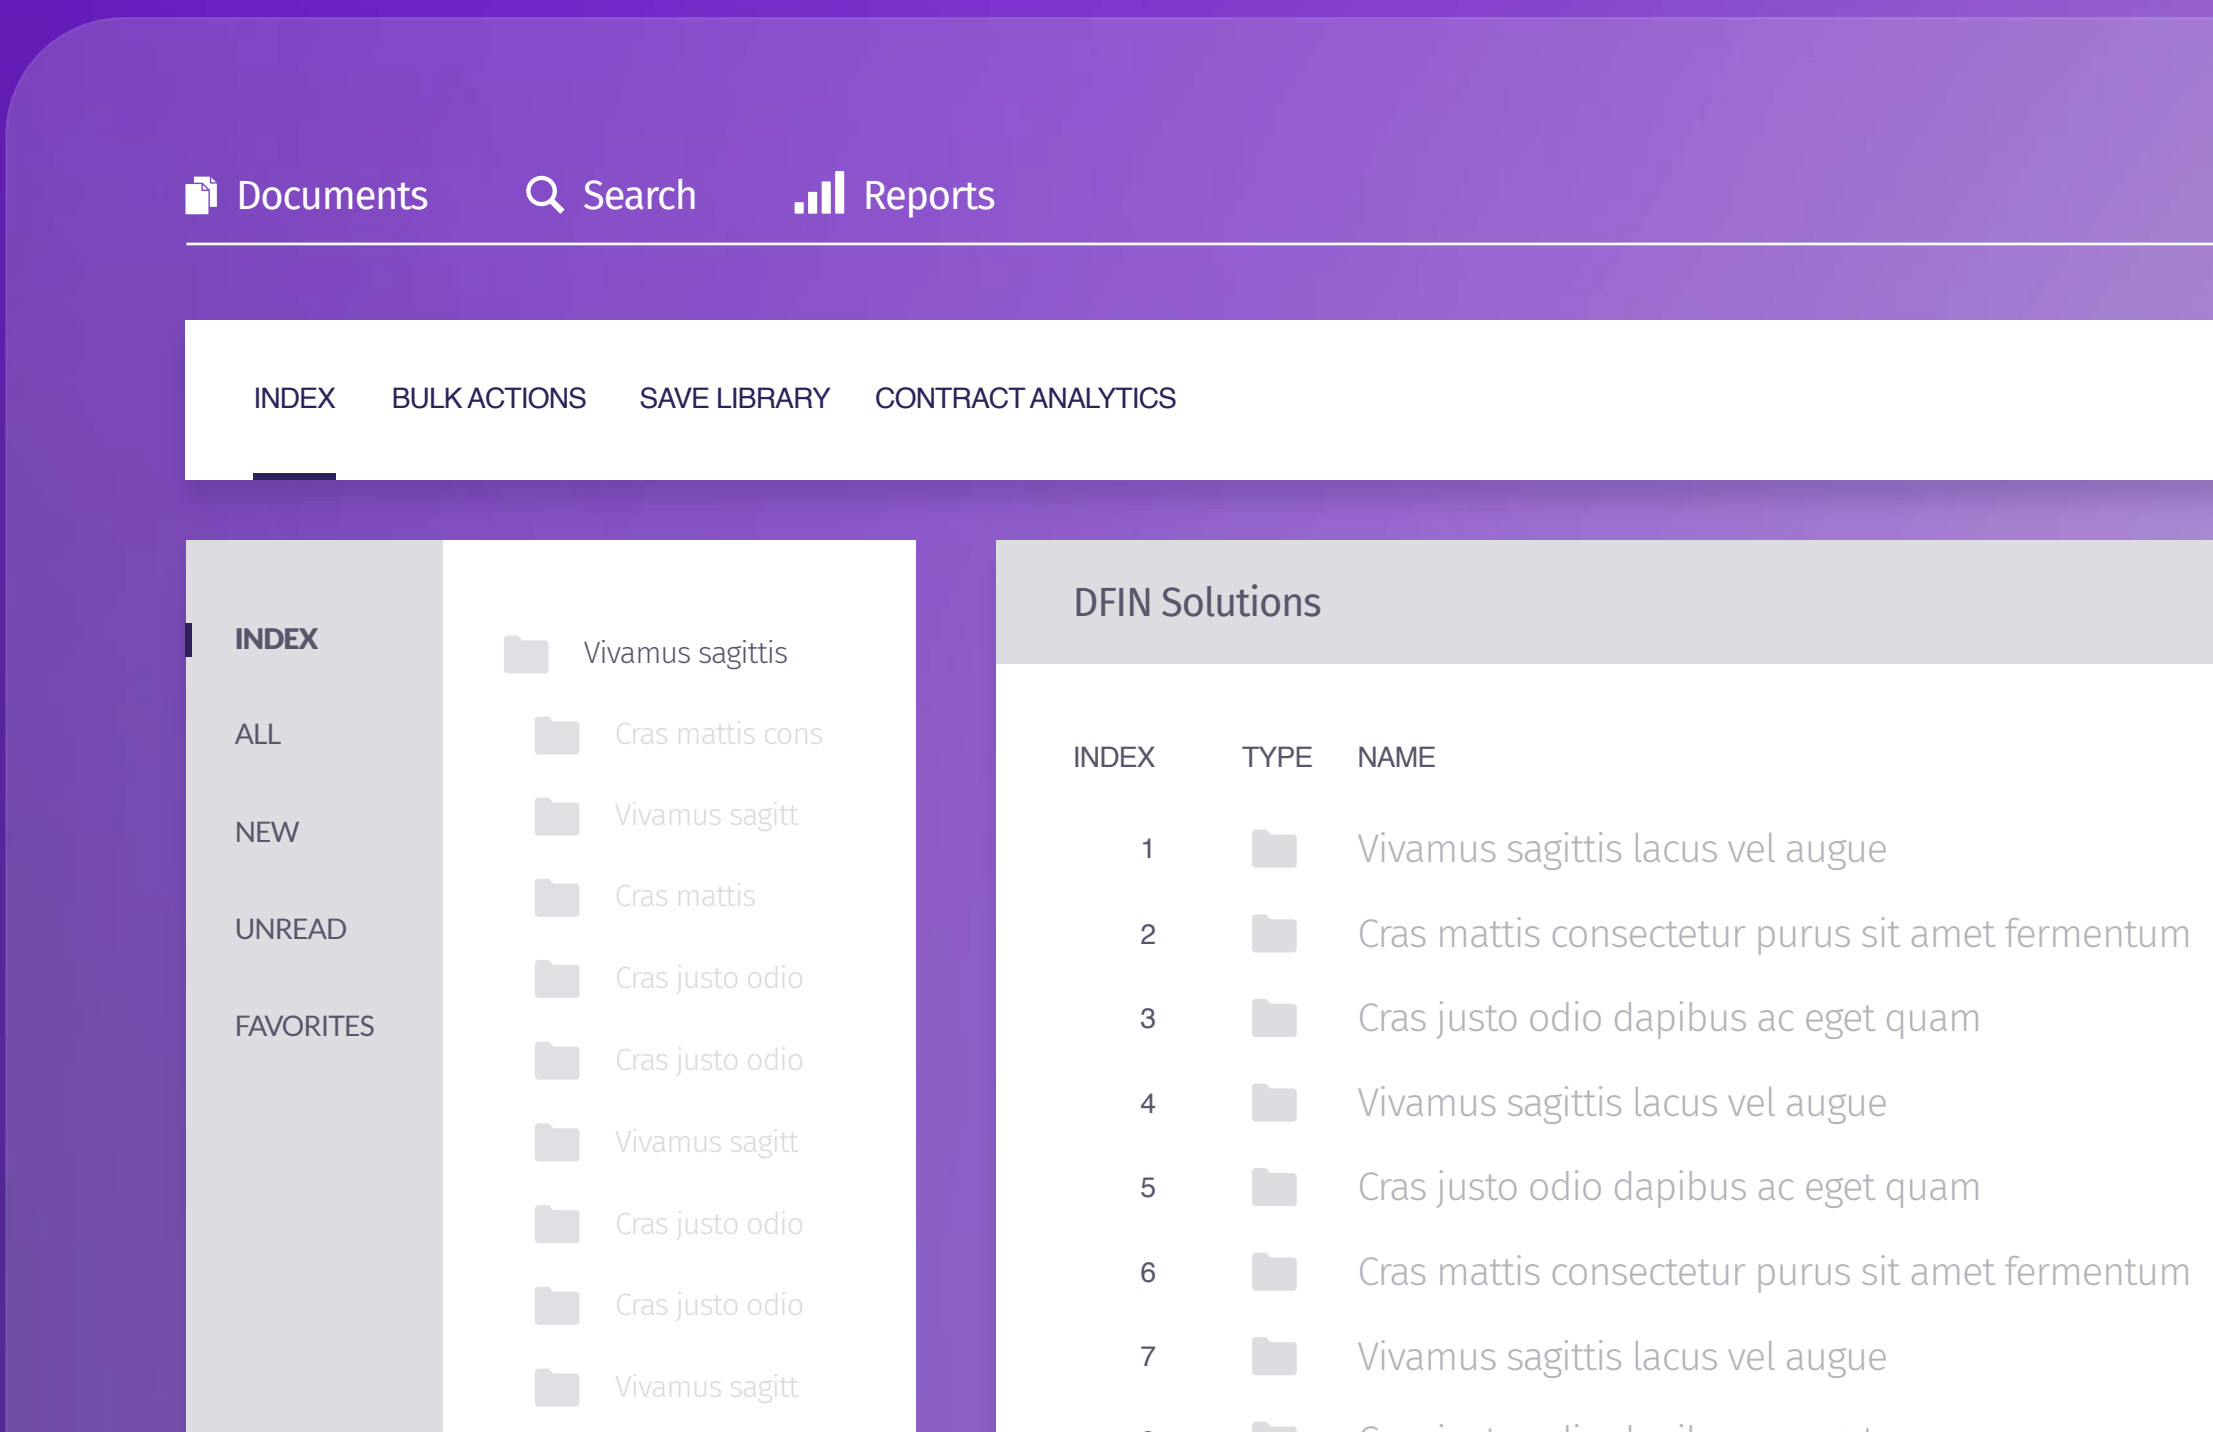 Documents Search Reports
INDEX BULK ACTIONS SAVE LIBRARY CONTRACT ANALYTICS
INDEX
ALL
NEW
UNREAD
FAVORITES
Vivamus sagittis
Cras mattis cons
Vivamus sagitt
Cras mattis
Cras justo odio
Cras justo odio
Vivamus sagitt
Cras justo odio
Cras justo odio
Vivamus sagitt
DFIN Solutions
INDEX TYPE NAME
1 Vivamus sagittis lacus vel augue
2 Cras mattis consectetur purus sit amet fermentum
3 Cras justo odio dapibus ac eget quam
4 Vivamus sagittis lacus vel augue
5 Cras justo odio dapibus ac eget quam
6 Cras mattis consectetur purus sit amet fermentum
7 Vivamus sagittis lacus vel augue